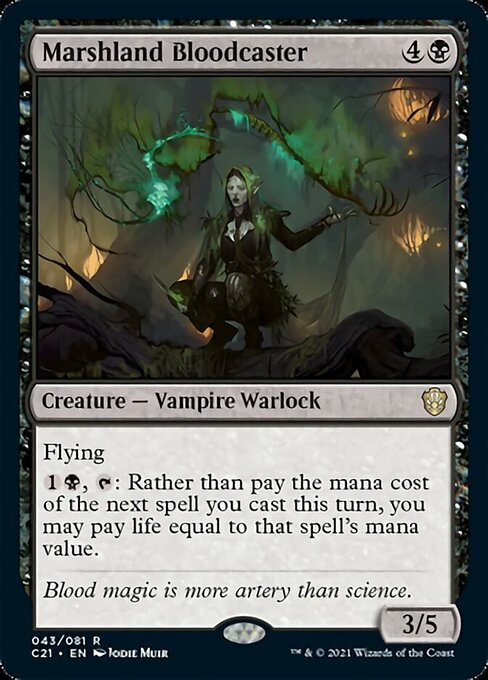 Marshland Bloodcaster 4
Creature — Vampire Warlock
Flying
1, : Rather than pay the mana cost
of the next spell you cast this turn, you
may pay life equal to that spell's mana
value.
Blood magic is more artery than science.
3/5
043/081 R
C21 • EN Jodie Muir
™ & © 2021 Wizards of the Coast